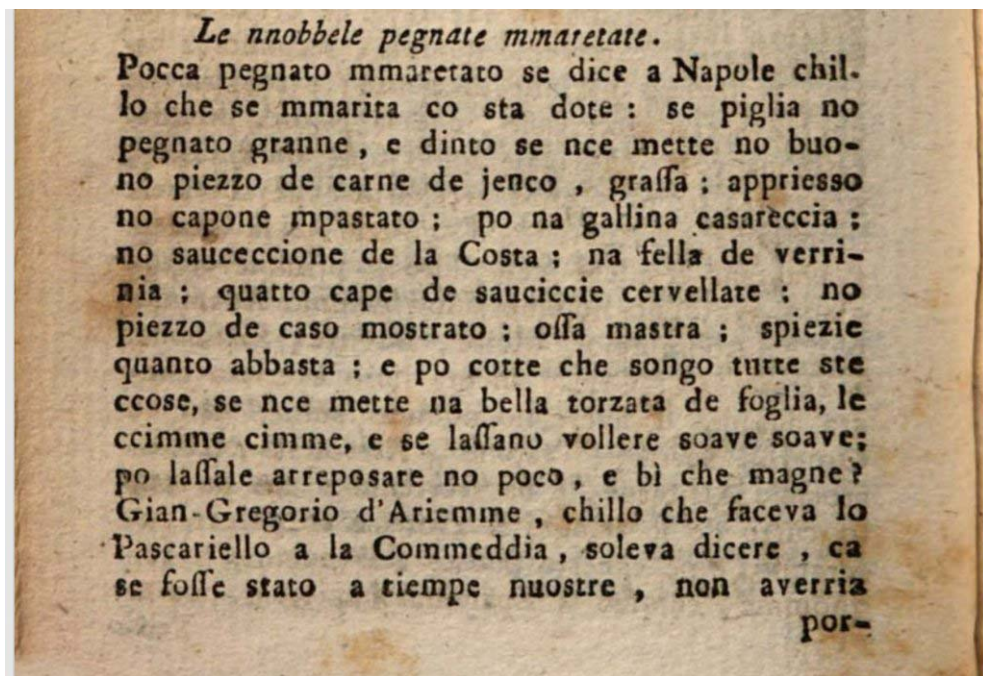 Le nnobbele pegnate mmaretate.
Pocca pegnato mmaretato se dice a Napole chil-
lo che se mmarita co sta dote : se piglia no
pegnato granne , e dinto se nce mette no buo-
no piezzo de carne de jenco , graſſa ; appriesso
no capone mpastato ; po na gallina casareccia ;
no sauceccione de la Costa ; na fella de verri-
nia ; quatto cape de sauciccie cervellate ; no
piezzo de caso mostrato ; oſſa mastra ; spiezie
quanto abbasta ; e po cotte che songo tutte ste
ccose, se nce mette na bella torzata de foglia, le
ccimme cimme, e se laſſano vollere soave soave;
po laſſale arreposare no poco , e bì che magne ?
Gian-Gregorio d'Ariemme , chillo che faceva lo
Pascariello a la Commeddia , soleva dicere , ca
se foſſe stato a tiempe nuostre , non averria
por-